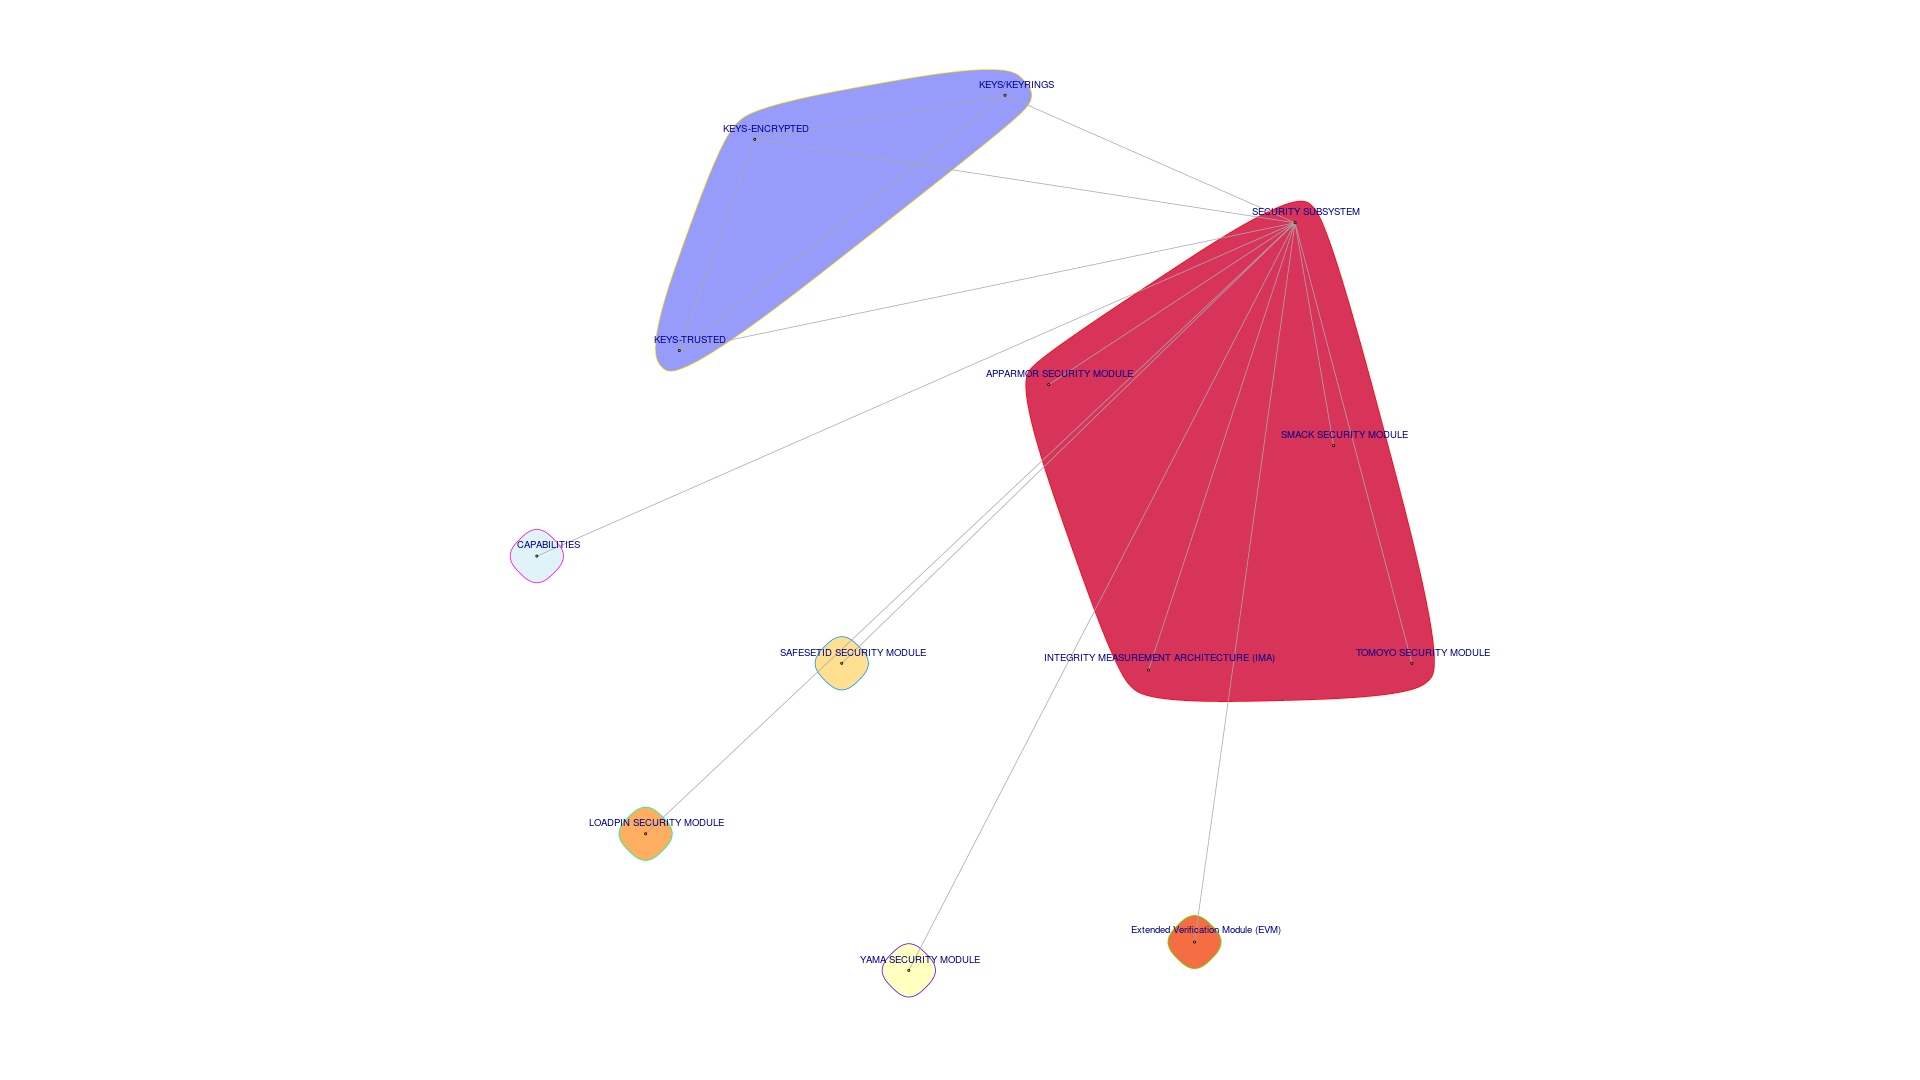 KEYS/KEYRINGS
KEYS-ENCRYPTED
SECURITY SUBSYSTEM
KEYS-TRUSTED
APPARMOR SECURITY MODULE
SMACK SECURITY MODULE
CAPABILITIES
SAFESETID SECURITY MODULE
INTEGRITY MEASUREMENT ARCHITECTURE (IMA)
TOMOYO SECURITY MODULE
LOADPIN SECURITY MODULE
Extended Verification Module (EVM)
YAMA SECURITY MODULE